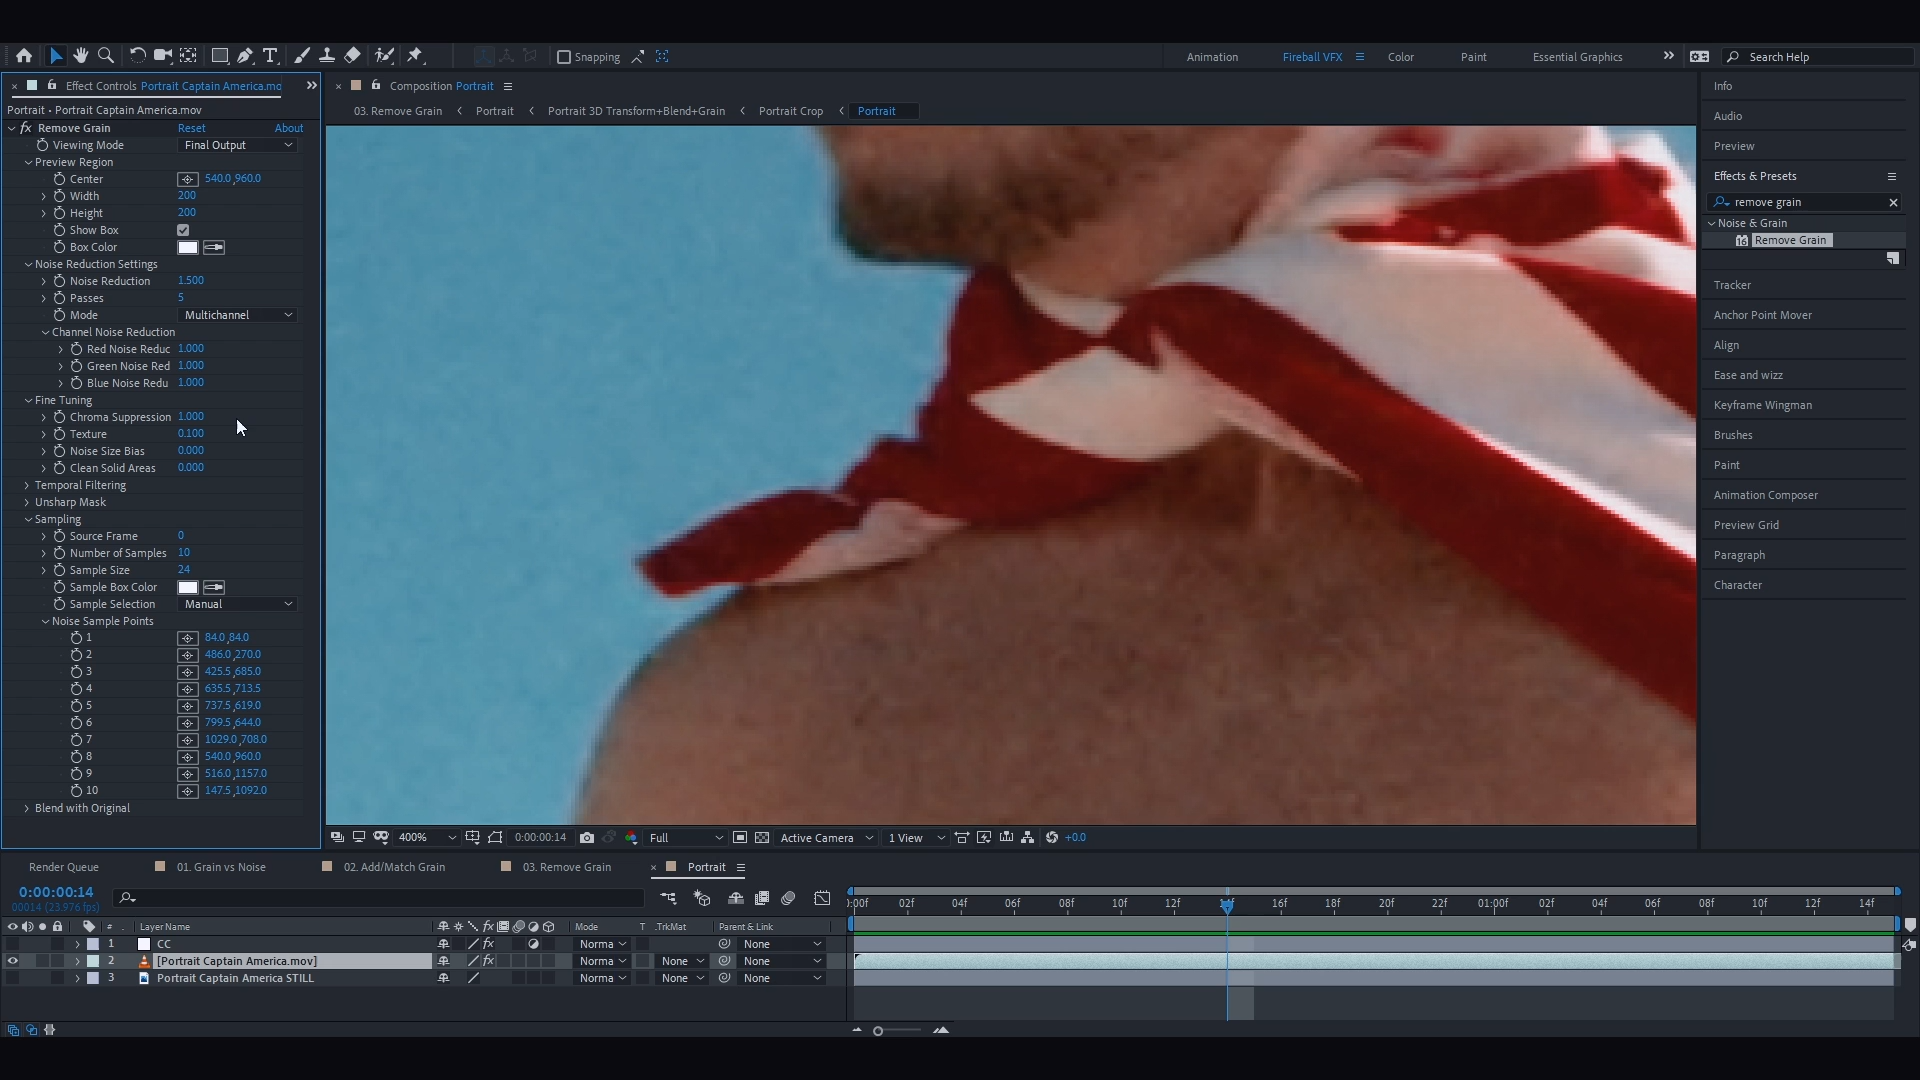 Snapping
Animation
Fireball VFX
Color
Paint
Essential Graphics
Search Help
Effect Controls Portrait Captain America.mo
Portrait • Portrait Captain America.mov
fx Remove Grain Reset About
Viewing Mode Final Output
Preview Region
Center 540.0,960.0
Width 200
Height 200
Show Box
Box Color
Noise Reduction Settings
Noise Reduction 1.500
Passes 5
Mode Multichannel
Channel Noise Reduction
Red Noise Reduc 1.000
Green Noise Red 1.000
Blue Noise Redu 1.000
Fine Tuning
Chroma Suppression 1.000
Texture 0.100
Noise Size Bias 0.000
Clean Solid Areas 0.000
Temporal Filtering
Unsharp Mask
Sampling
Source Frame 0
Number of Samples 10
Sample Size 24
Sample Box Color
Sample Selection Manual
Noise Sample Points
1 84.0,84.0
2 486.0,270.0
3 425.5,685.0
4 635.5,713.5
5 737.5,619.0
6 799.5,644.0
7 1029.0,708.0
8 540.0,960.0
9 516.0,1157.0
10 147.5,1092.0
Blend with Original
Composition Portrait
03. Remove Grain Portrait Portrait 3D Transform+Blend+Grain Portrait Crop Portrait
400% 0:00:00:14 Full Active Camera 1 View +0.0
Info
Audio
Preview
Effects & Presets
remove grain
Noise & Grain
16 Remove Grain
Tracker
Anchor Point Mover
Align
Ease and wizz
Keyframe Wingman
Brushes
Paint
Animation Composer
Preview Grid
Paragraph
Character
Render Queue 01. Grain vs Noise 02. Add/Match Grain 03. Remove Grain Portrait
0:00:00:14
00014 (23.976 fps)
# Layer Name fx Mode T .TrkMat Parent & Link
1 CC fx Norma None
2 [Portrait Captain America.mov] fx Norma None None
3 Portrait Captain America STILL Norma None None
):00f 02f 04f 06f 08f 10f 12f 14f 16f 18f 20f 22f 01:00f 02f 04f 06f 08f 10f 12f 14f